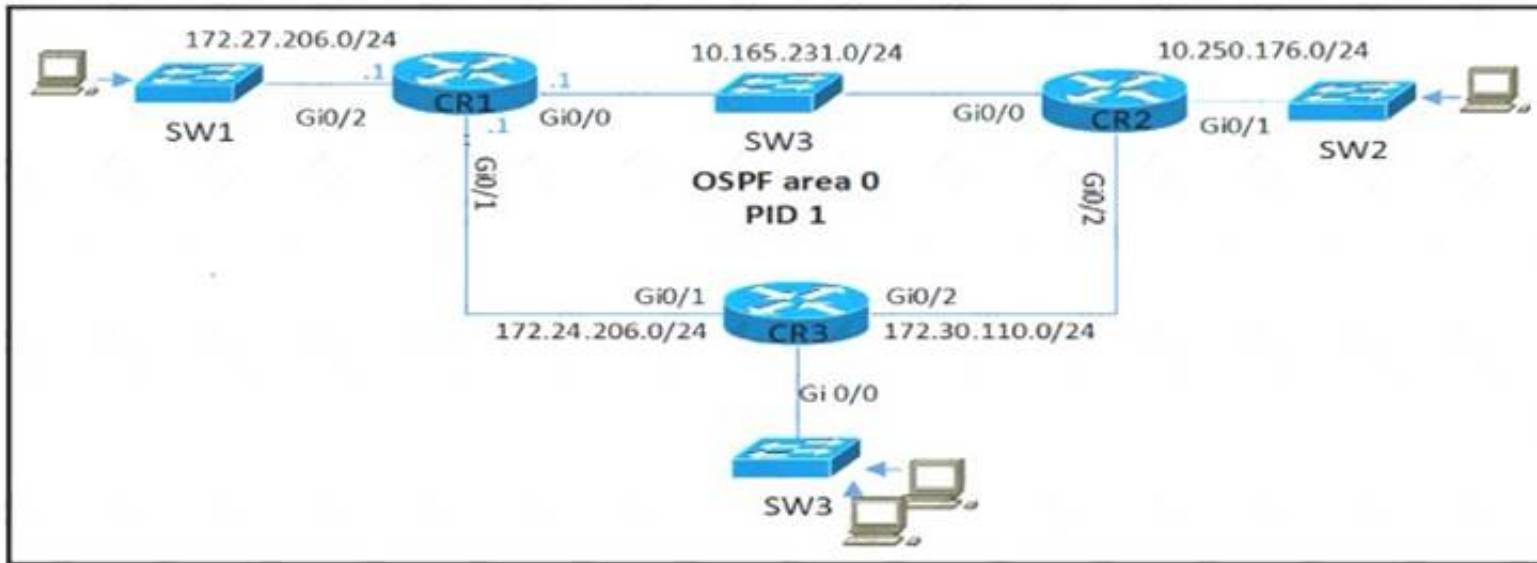 172.27.206.0/24
10.165.231.0/24
10.250.176.0/24
.1
.1
CR1
CR2
Gi0/2
.1
Gi0/0
Gi0/0
Gi0/1
SW1
SW3
SW2
OSPF area 0
PID 1
Gi0/1
Gi0/2
Gi0/1
Gi0/2
CR3
172.24.206.0/24
172.30.110.0/24
Gi 0/0
SW3